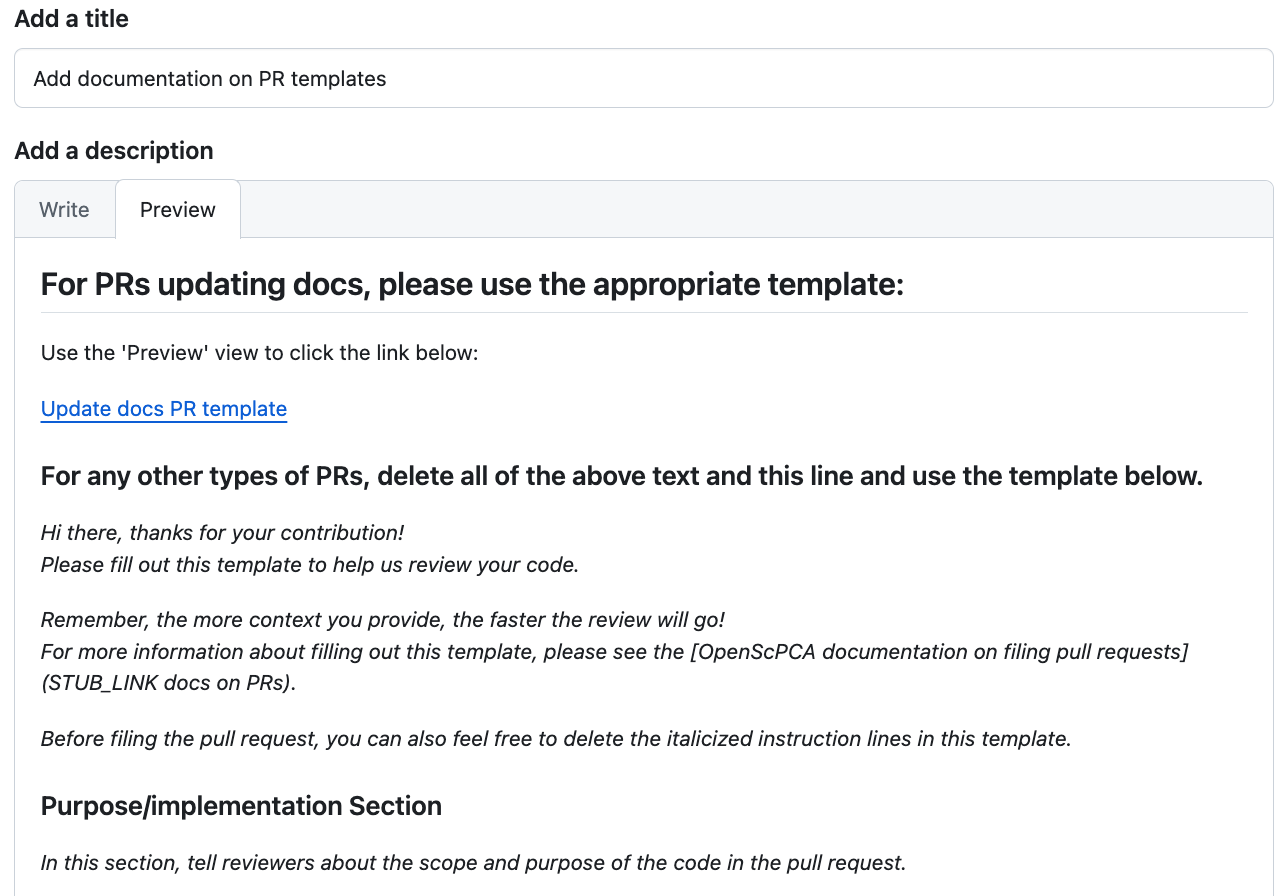 Add a title
Add documentation on PR templates
Add a description
Write
Preview
For PRs updating docs, please use the appropriate template:
Use the 'Preview' view to click the link below:
Update docs PR template
For any other types of PRs, delete all of the above text and this line and use the template below.
Hi there, thanks for your contribution!
Please fill out this template to help us review your code.
Remember, the more context you provide, the faster the review will go!
For more information about filling out this template, please see the [OpenScPCA documentation on filing pull requests]
(STUB_LINK docs on PRs).
Before filing the pull request, you can also feel free to delete the italicized instruction lines in this template.
Purpose/implementation Section
In this section, tell reviewers about the scope and purpose of the code in the pull request.